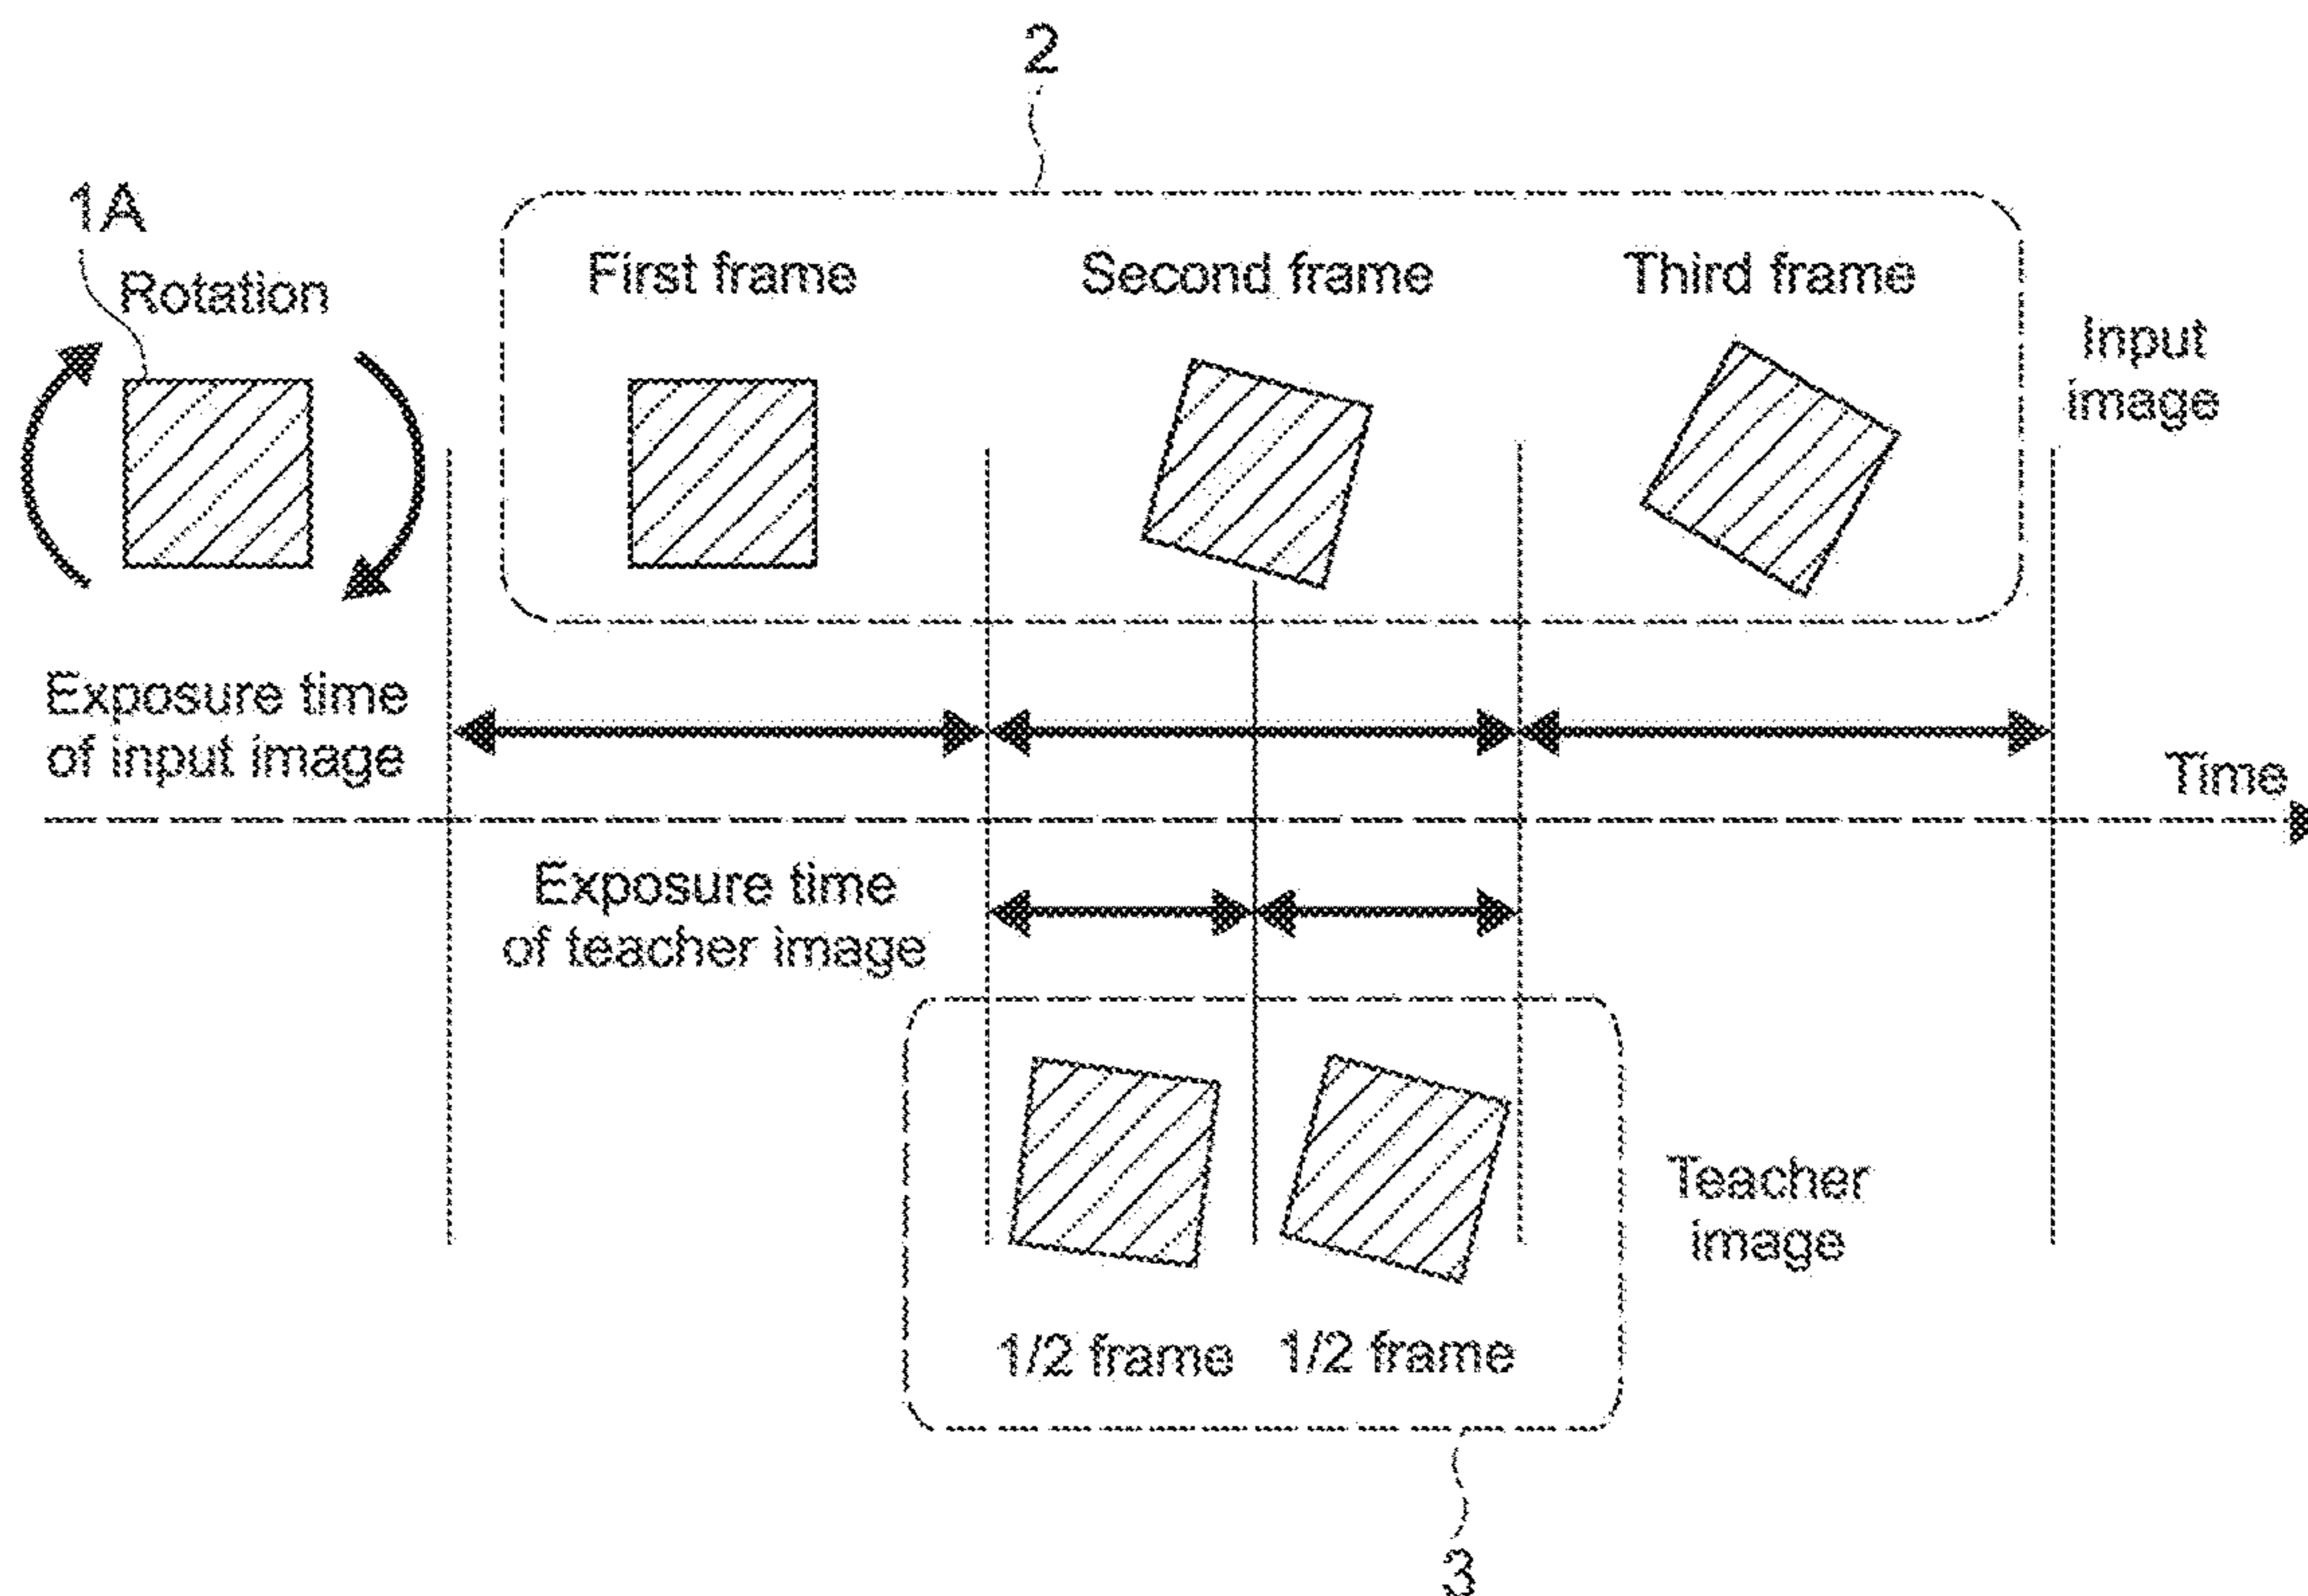 2
1A
Rotation
First frame
Second frame
Third frame
Input
image
Exposure time
of input image
Time
Exposure time
of teacher image
Teacher
image
1/2 frame
1/2 frame
3